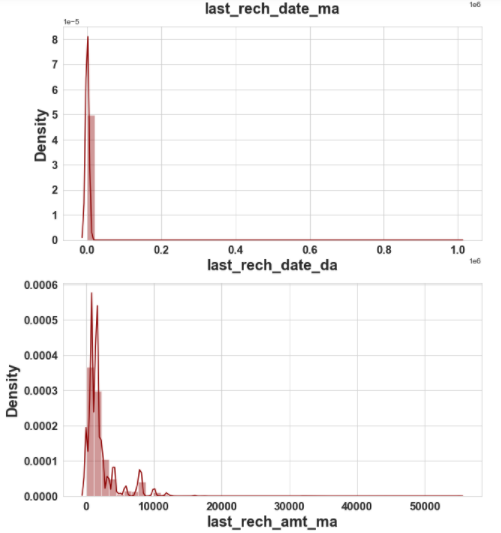 last_rech_date_ma
1e6
1e-5
8
7
6
5
4
3
2
1
0
Density
0.0 0.2 0.4 0.6 0.8 1.0
last_rech_date_da
1e6
0.0006
0.0005
0.0004
0.0003
0.0002
0.0001
0.0000
Density
0 10000 20000 30000 40000 50000
last_rech_amt_ma